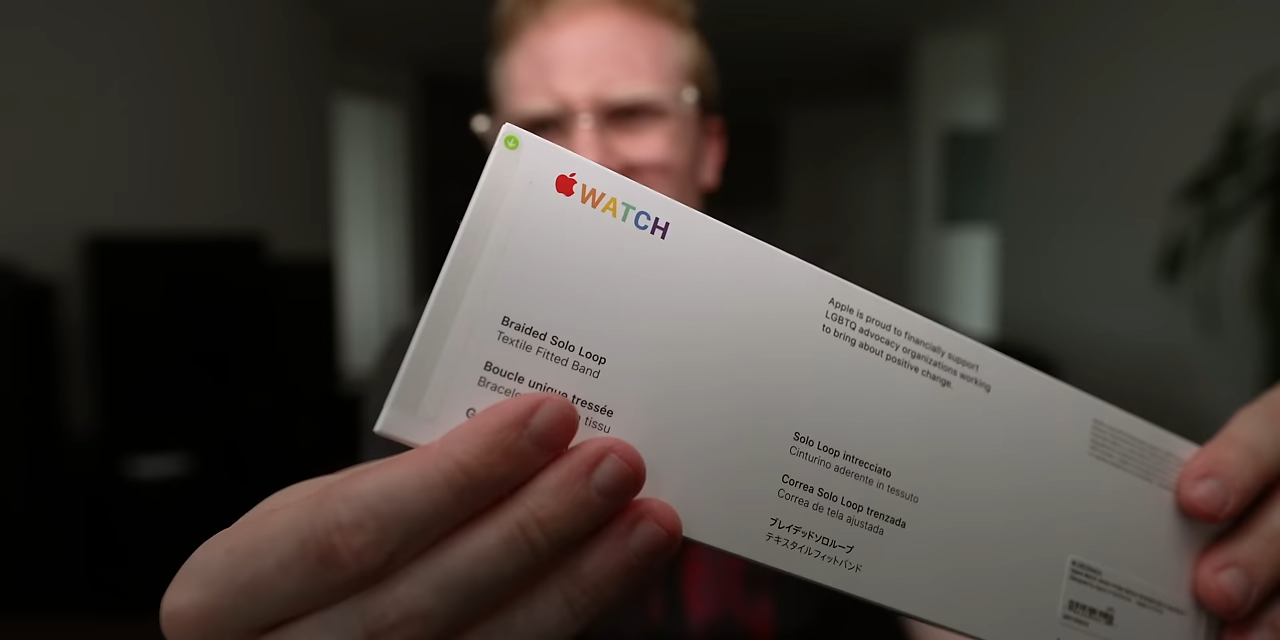 WATCH
Braided Solo Loop
Textile Fitted Band
Boucle unique tressée
tissu
Apple is proud to financially support
LGBTQ advocacy organizations working
to bring about positive change.
Solo Loop intrecciato
Cinturino aderente in tessuto
Correa Solo Loop trenzada
Correa de tela ajustada
ブレイデッドソロループ
テキスタイルフィットバンド